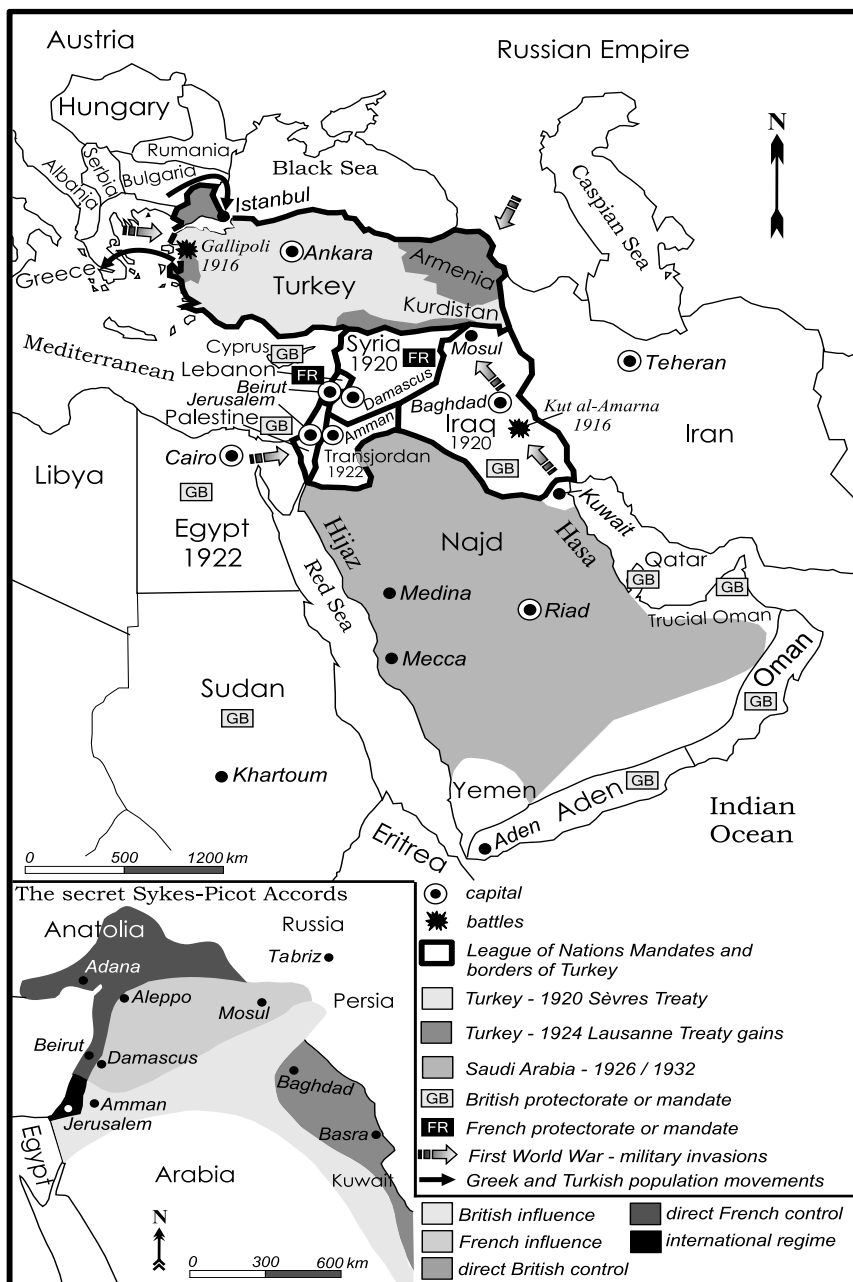 Austria
Russian Empire
Hungary
N
Rumania
Serbia
Bulgaria
Albania
Black Sea
Caspian Sea
Istanbul
Gallipoli
1916
Ankara
Armenia
Greece
Turkey
Kurdistan
Mediterranean
Cyprus
GB
Syria
1920
FR
Mosul
Teheran
Lebanon
FR
Beirut
Damascus
Jerusalem
Baghdad
Kut al-Amarna
1916
Palestine
GB
Amman
Iraq
1920
Iran
Cairo
Transjordan
1922
GB
Libya
GB
Egypt
1922
Kuwait
Hijaz
Najd
Hasa
Qatar
GB
GB
Red Sea
Medina
Riad
Trucial Oman
Mecca
Oman
GB
Sudan
GB
Khartoum
Yemen
Aden
GB
Indian
Ocean
Aden
Eritrea
0 500 1200 km
The secret Sykes-Picot Accords
Anatolia
Russia
Adana
Tabriz
Aleppo
Mosul
Persia
Beirut
Damascus
Baghdad
Amman
Jerusalem
Basra
Egypt
Kuwait
Arabia
N
0 300 600 km
capital
battles
League of Nations Mandates and
borders of Turkey
Turkey - 1920 Sèvres Treaty
Turkey - 1924 Lausanne Treaty gains
Saudi Arabia - 1926 / 1932
GB British protectorate or mandate
FR French protectorate or mandate
First World War - military invasions
Greek and Turkish population movements
British influence
direct French control
French influence
international regime
direct British control